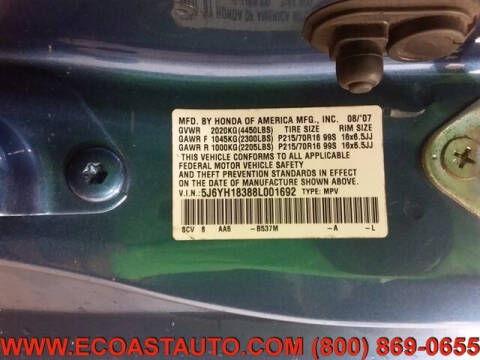 MFD. BY HONDA OF AMERICA MFG., INC. 08/'07
GVWR 2020KG(4450LBS) TIRE SIZE RIM SIZE
GAWR F 1045KG(2300LBS) P215/70R16 99S 16x6.5JJ
GAWR R 1000KG(2205LBS) P215/70R16 99S 16x6.5JJ
THIS VEHICLE CONFORMS TO ALL APPLICABLE
FEDERAL MOTOR VEHICLE SAFETY
AND THEFT PREVENTION STANDARDS IN EFFECT ON
THE DATE OF MANUFACTURE SHOWN ABOVE.
V.I.N: 5J6YH18388L001692 TYPE: MPV
SCV 8 AA5 -B537M -A -L
WWW.ECOASTAUTO.COM (800) 869-0655